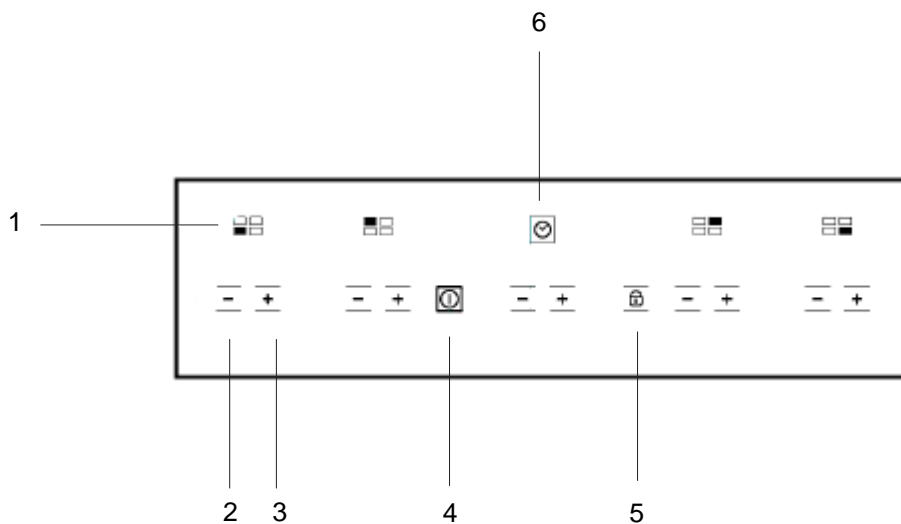 6
1
- + - + - + - + - +
2 3 4 5